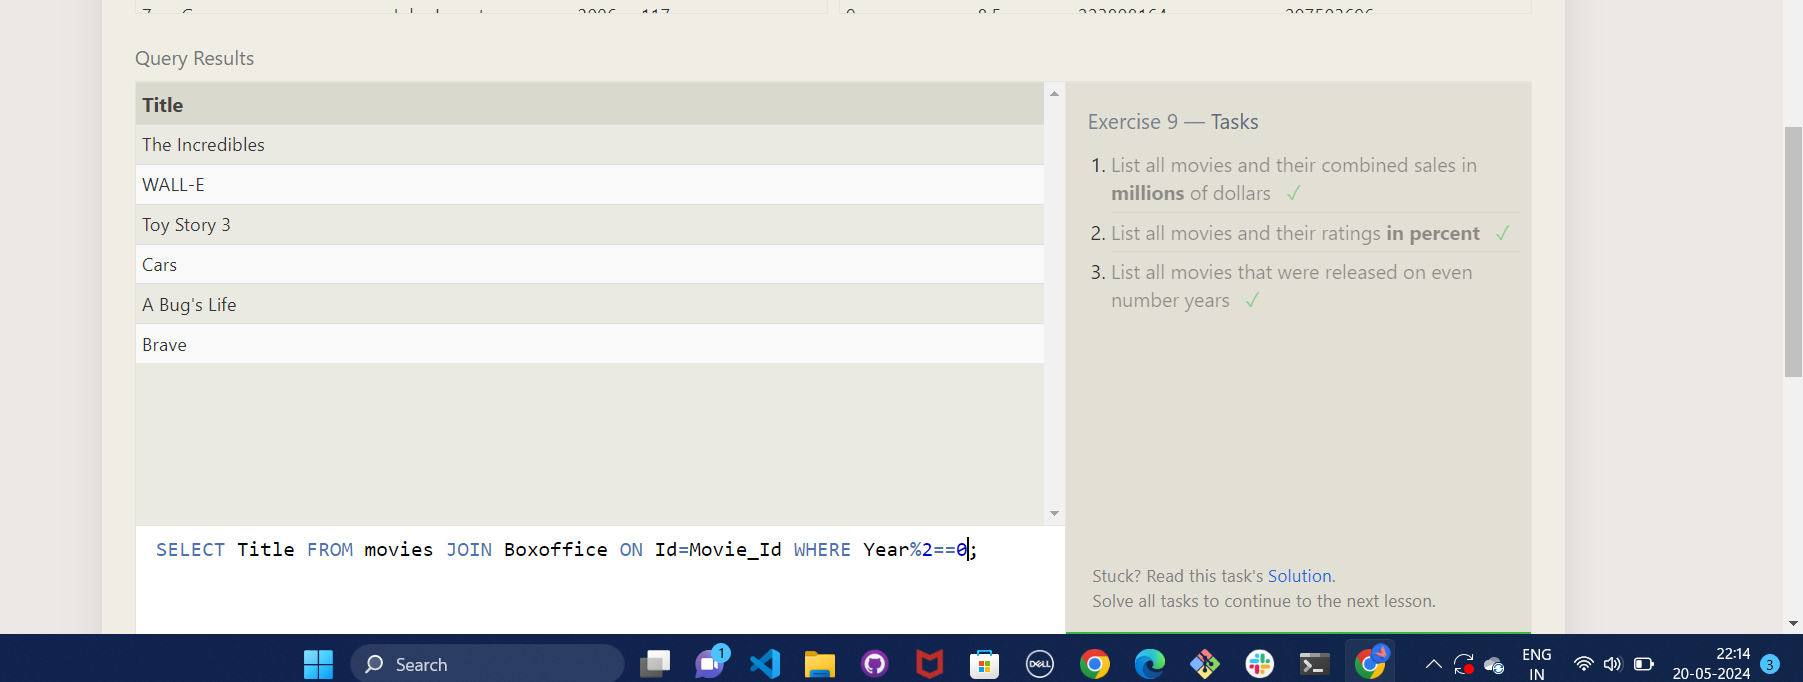 Query Results
Title
The Incredibles
WALL-E
Toy Story 3
Cars
A Bug's Life
Brave
SELECT Title FROM movies JOIN Boxoffice ON Id=Movie_Id WHERE Year%2==0;
Exercise 9 — Tasks
1. List all movies and their combined sales in
millions of dollars ✓
2. List all movies and their ratings in percent ✓
3. List all movies that were released on even
number years ✓
Stuck? Read this task's Solution.
Solve all tasks to continue to the next lesson.
Search
1
DELL
ENG
IN
22:14
20-05-2024
3